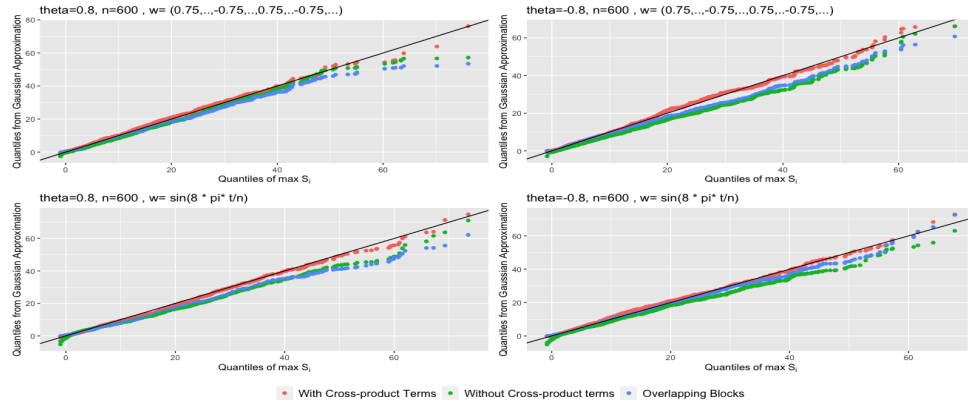 theta=0.8, n=600 , w= (0.75,..,-0.75,..,0.75,..-0.75,...)
Quantiles from Gaussian Approximation
80
60
40
20
0
0
20
40
60
Quantiles of max Sᵢ
theta=-0.8, n=600 , w= (0.75,..,-0.75,..,0.75,..-0.75,...)
Quantiles from Gaussian Approximation
60
40
20
0
0
20
40
60
Quantiles of max Sᵢ
theta=0.8, n=600 , w= sin(8 * pi* t/n)
Quantiles from Gaussian Approximation
60
40
20
0
0
20
40
60
Quantiles of max Sᵢ
theta=-0.8, n=600 , w= sin(8 * pi* t/n)
Quantiles from Gaussian Approximation
60
40
20
0
0
20
40
60
Quantiles of max Sᵢ
With Cross-product Terms
Without Cross-product terms
Overlapping Blocks